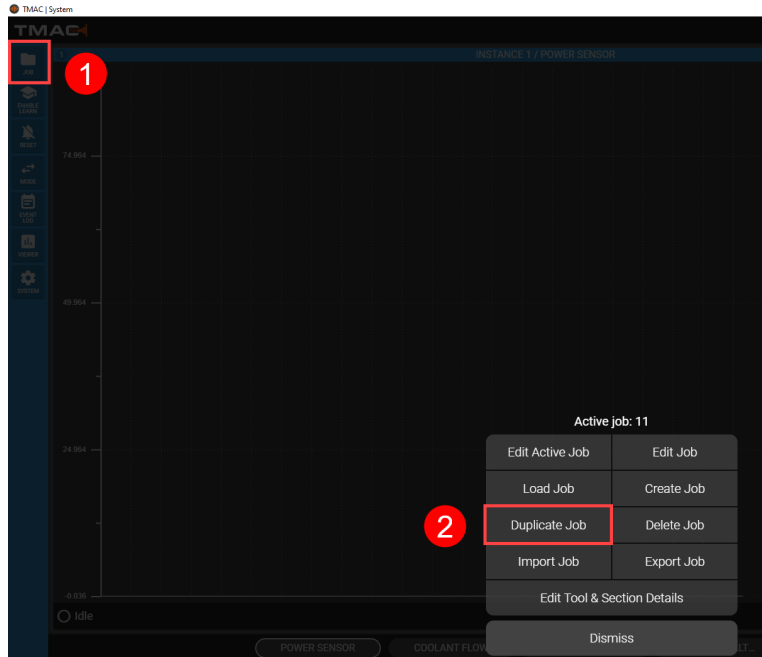 TMAC | System
TMAC
JOB
1
1
INSTANCE 1 / POWER SENSOR
ENABLE
LEARN
RESET
74.964
MODE
EVENT
LOG
VIEWER
SYSTEM
49.964
Active job: 11
24.964
Edit Active Job
Edit Job
Load Job
Create Job
2
Duplicate Job
Delete Job
Import Job
Export Job
-0.036
Edit Tool & Section Details
Idle
Dismiss
POWER SENSOR
COOLANT FLOW